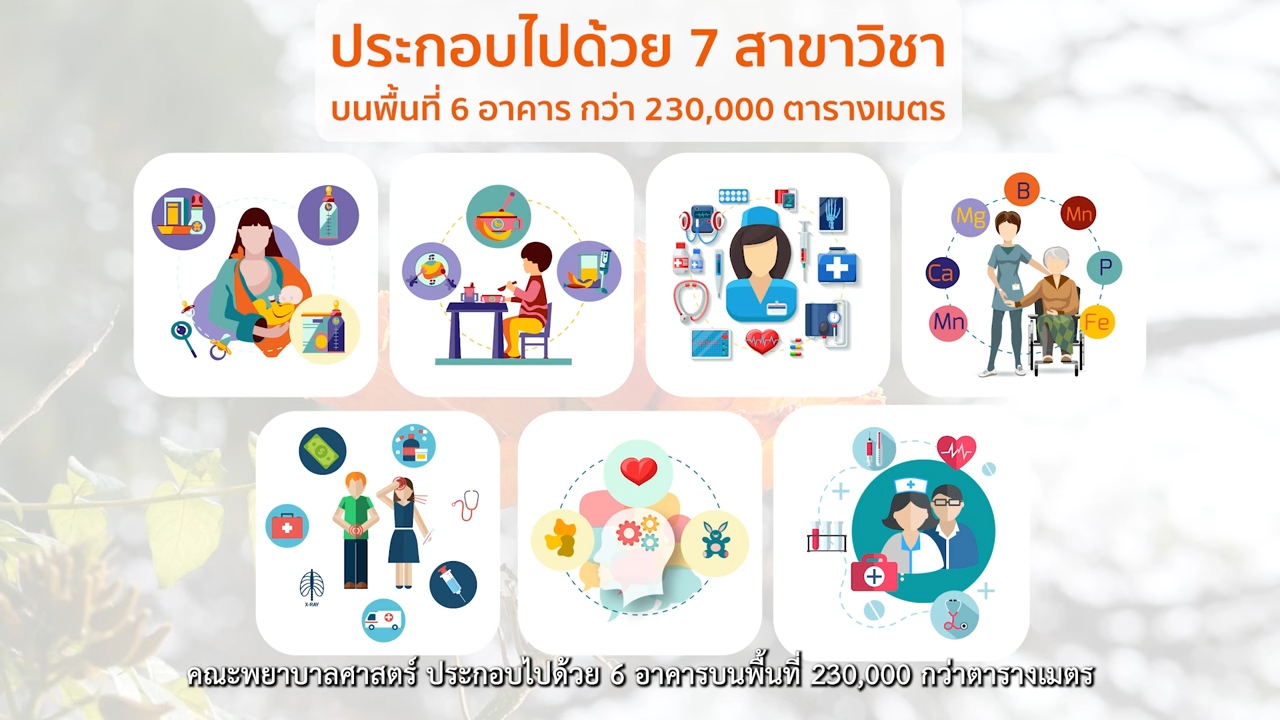 ประกอบไปด้วย 7 สาขาวิชา
บนพื้นที่ 6 อาคาร กว่า 230,000 ตารางเมตร
B
Mg
Mn
Ca
P
Mn
Fe
X-RAY
คณะพยาบาลศาสตร์ ประกอบไปด้วย 6 อาคารบนพื้นที่ 230,000 กว่าตารางเมตร